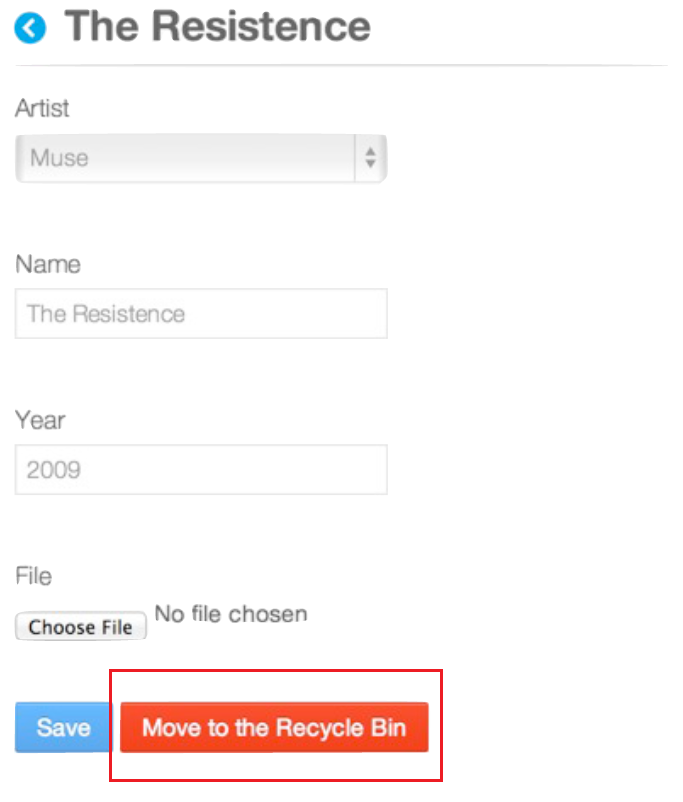 The Resistence
Artist
Muse
Name
The Resistence
Year
2009
File
Choose File No file chosen
Save Move to the Recycle Bin